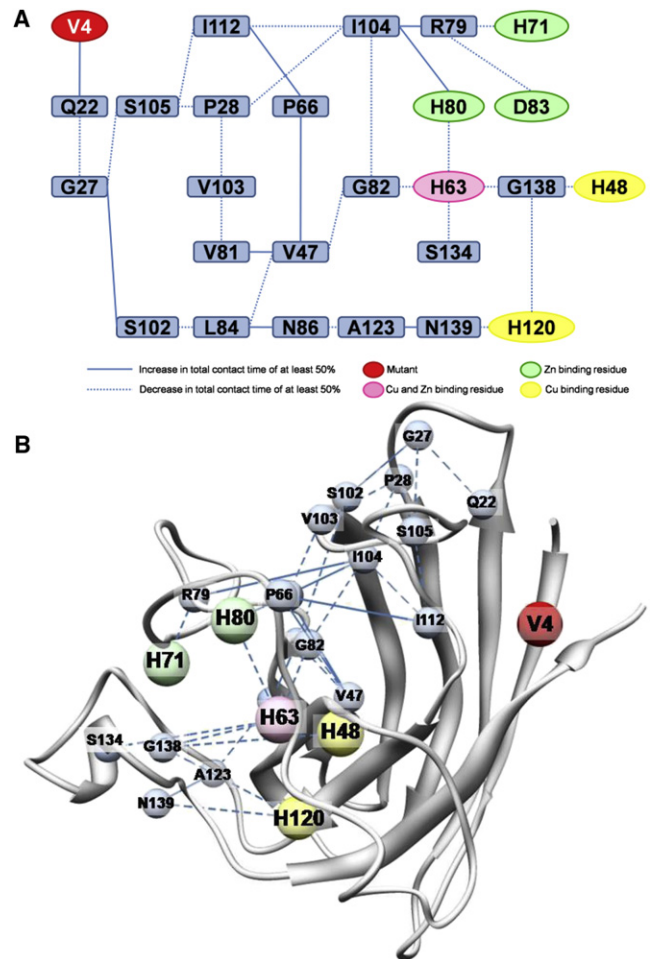 A
V4 I112 I104 R79 H71
Q22 S105 P28 P66 H80 D83
G27 V103 G82 H63 G138 H48
V81 V47 S134
S102 L84 N86 A123 N139 H120
Increase in total contact time of at least 50% Mutant Zn binding residue
Decrease in total contact time of at least 50% Cu and Zn binding residue Cu binding residue
B
G27
P28
S102 Q22
V103 S105
I104
R79 P66
H80 I112 V4
H71 G82
V47
H63 H48
S134 G138
A123
N139 H120